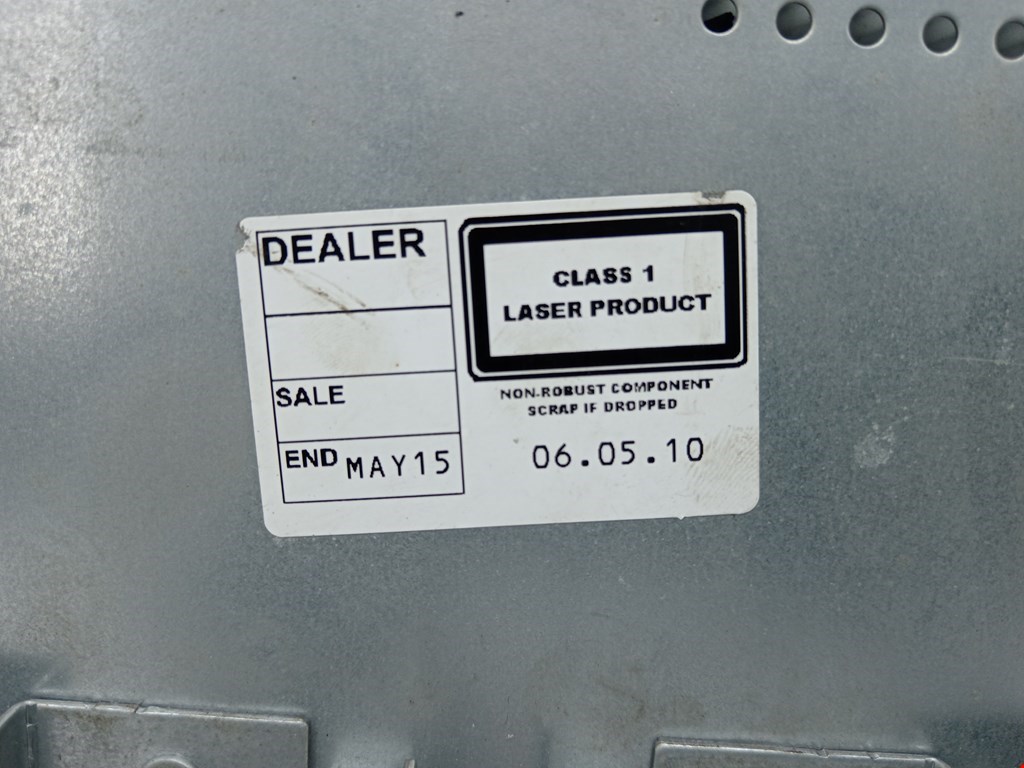 DEALER
SALE
END MAY15
CLASS 1
LASER PRODUCT
NON-ROBUST COMPONENT
SCRAP IF DROPPED
06.05.10